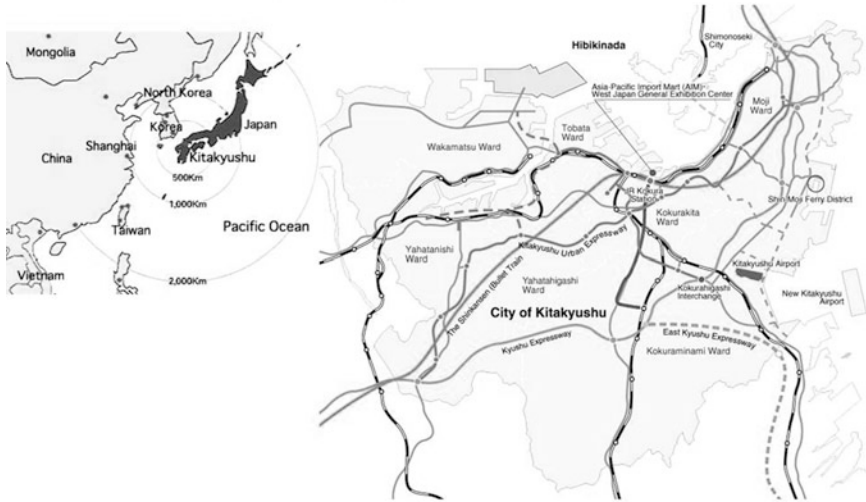 Mongolia
North Korea
Korea
Japan
Shanghai
China
Kitakyushu
500Km
1,000Km
Taiwan
Pacific Ocean
Vietnam
2,000Km
Hibikinada
Shimonoseki
City
Asia-Pacific Import Mart (AIM)
West Japan General Exhibition Center
Moji
Ward
Tobata
Ward
Wakamatsu Ward
JR Kokura
Station
Shin Moji Ferry District
Kokurakita
Ward
Kitakyushu Urban Expressway
Yahatanishi
Ward
Kitakyushu Airport
Yahatahigashi
Ward
Kokurahigashi
Interchange
New Kitakyushu
Airport
The Shinkansen (Bullet Train
City of Kitakyushu
East Kyushu Expressway
Kyushu Expressway
Kokuraminami Ward